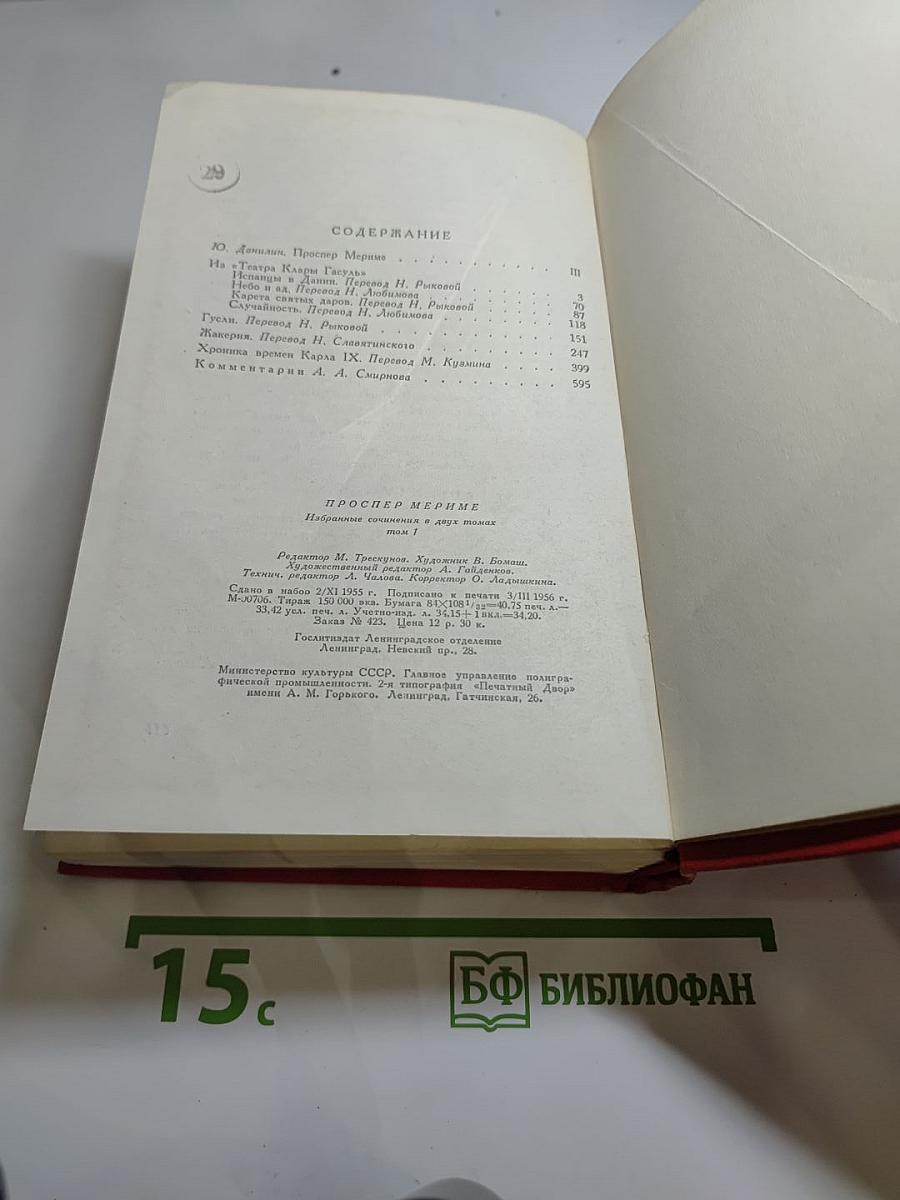 СОДЕРЖАНИЕ
Ю. Данилин. Проспер Мериме . . . . . . . . . . III
Из «Театра Клары Гасуль»
Испанцы в Дании. Перевод Н. Рыковой . . . . . . 3
Небо и ад. Перевод Н. Любимова . . . . . . . 70
Карета святых даров. Перевод Н. Рыковой . . . . 87
Случайность. Перевод Н. Любимова . . . . . . 118
Гусли. Перевод Н. Рыковой . . . . . . . . . . 151
Жакерия. Перевод Н. Славятинского . . . . . . . 247
Хроника времен Карла IX. Перевод М. Кузмина . . . . 399
Комментарии А. А. Смирнова . . . . . . . . 595
ПРОСПЕР МЕРИМЕ
Избранные сочинения в двух томах
том 1
Редактор М. Трескунов. Художник В. Бомаш.
Художественный редактор А. Гайденков.
Технич. редактор Л. Чалова. Корректор О. Ладышкина.
Сдано в набор 2/XI 1955 г. Подписано к печати 3/III 1956 г.
М-00706. Тираж 150 000 экз. Бумага 84×108 1/32=40,75 печ. л.—
33,42 усл. печ. л. Учетно-изд. л. 34,15+1 вкл.=34,20.
Заказ № 423. Цена 12 р. 30 к.
Гослитиздат Ленинградское отделение
Ленинград, Невский пр., 28.
Министерство культуры СССР. Главное управление полигра-
фической промышленности. 2-я типография «Печатный Двор»
имени А. М. Горького. Ленинград, Гатчинская, 26.
15 с
БФ БИБЛИОФАН